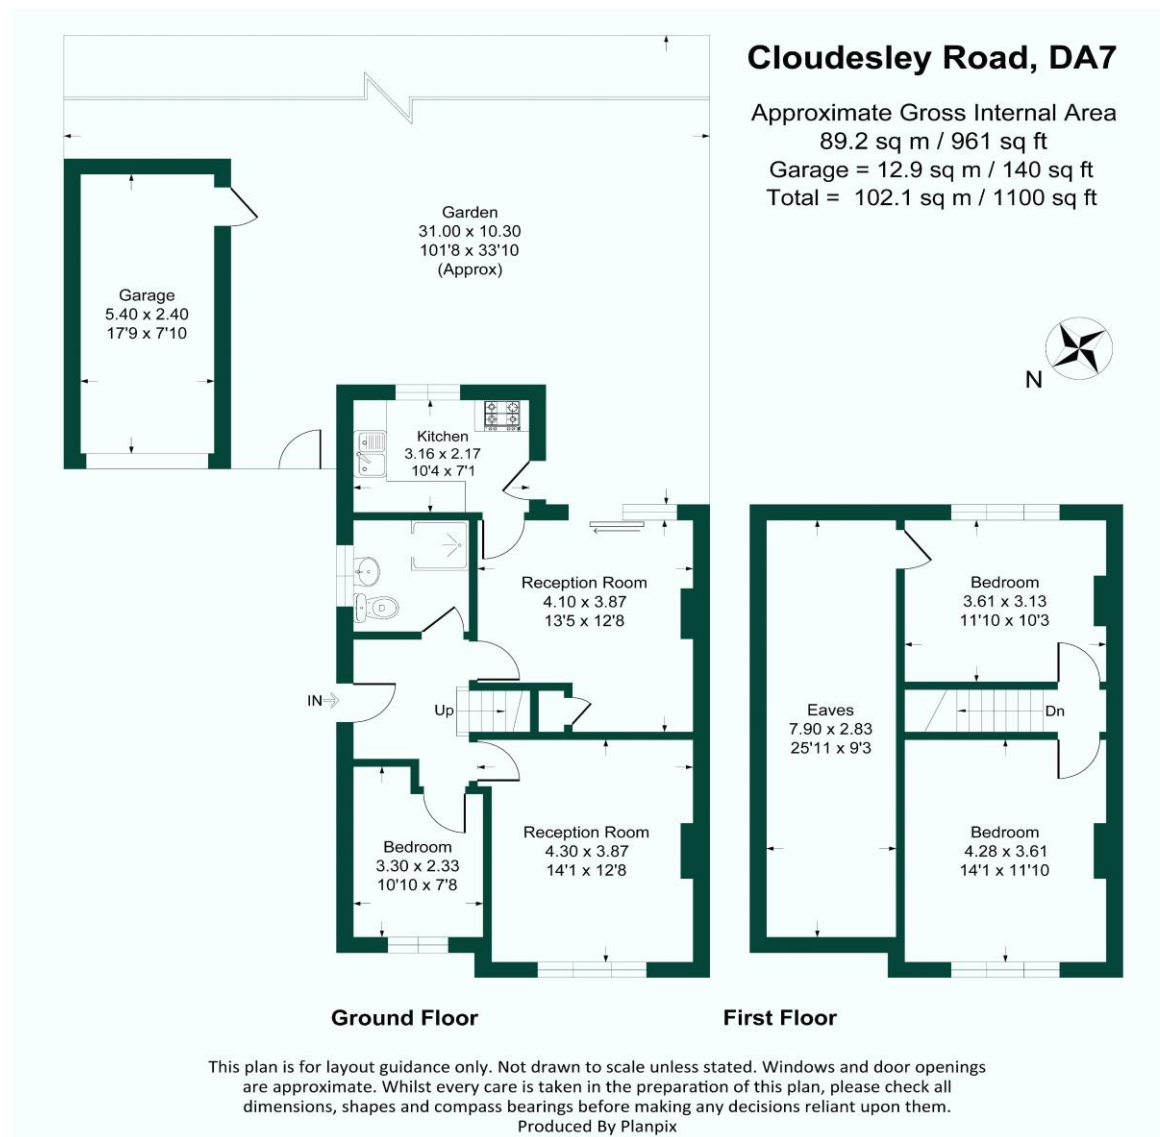 Cloudesley Road, DA7
Approximate Gross Internal Area
89.2 sq m / 961 sq ft
Garage = 12.9 sq m / 140 sq ft
Total = 102.1 sq m / 1100 sq ft
Garden
31.00 x 10.30
101'8 x 33'10
(Approx)
Garage
5.40 x 2.40
17'9 x 7'10
N
Kitchen
3.16 x 2.17
10'4 x 7'1
Reception Room
4.10 x 3.87
13'5 x 12'8
IN
Up
Bedroom
3.30 x 2.33
10'10 x 7'8
Reception Room
4.30 x 3.87
14'1 x 12'8
Bedroom
3.61 x 3.13
11'10 x 10'3
Eaves
7.90 x 2.83
25'11 x 9'3
Dn
Bedroom
4.28 x 3.61
14'1 x 11'10
Ground Floor
First Floor
This plan is for layout guidance only. Not drawn to scale unless stated. Windows and door openings
are approximate. Whilst every care is taken in the preparation of this plan, please check all
dimensions, shapes and compass bearings before making any decisions reliant upon them.
Produced By Planpix